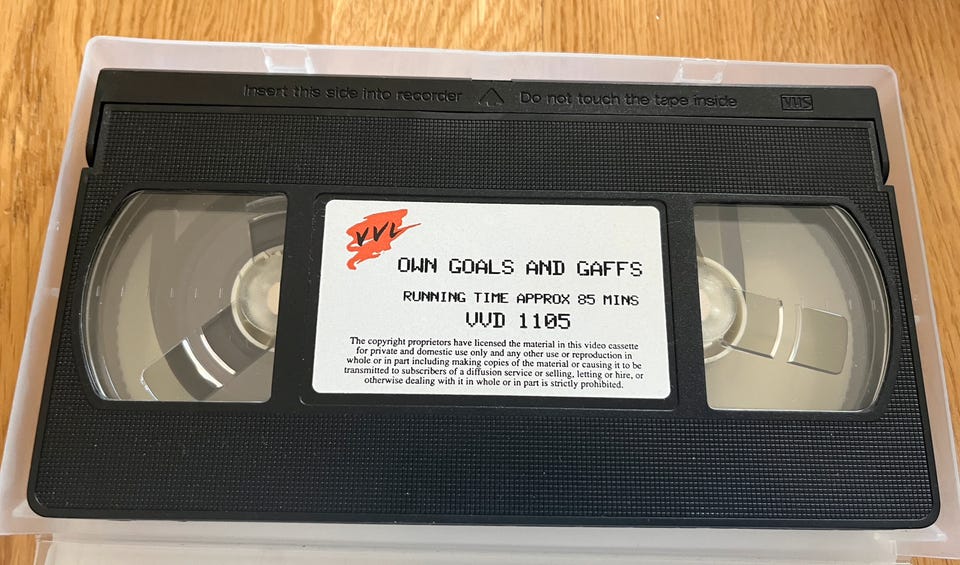 Insert this side into recorder Do not touch the tape inside VHS
VVL
OWN GOALS AND GAFFS
RUNNING TIME APPROX 85 MINS
VVD 1105
The copyright proprietors have licensed the material in this video cassette
for private and domestic use only and any other use or reproduction in
whole or in part including making copies of the material or causing it to be
transmitted to subscribers of a diffusion service or selling, letting or hire, or
otherwise dealing with it in whole or in part is strictly prohibited.